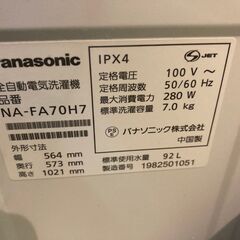 Panasonic
全自動電気洗濯機
品番
NA-FA70H7
外形寸法
幅 564 mm
奥行 573 mm
高さ 1021 mm
IPX4
S JET
定格電圧 100 V～
定格周波数 50/60 Hz
最大消費電力 280 W
標準洗濯容量 7.0 kg
PS E パナソニック株式会社
中国製
標準使用水量 92 L
製造番号 1982501051